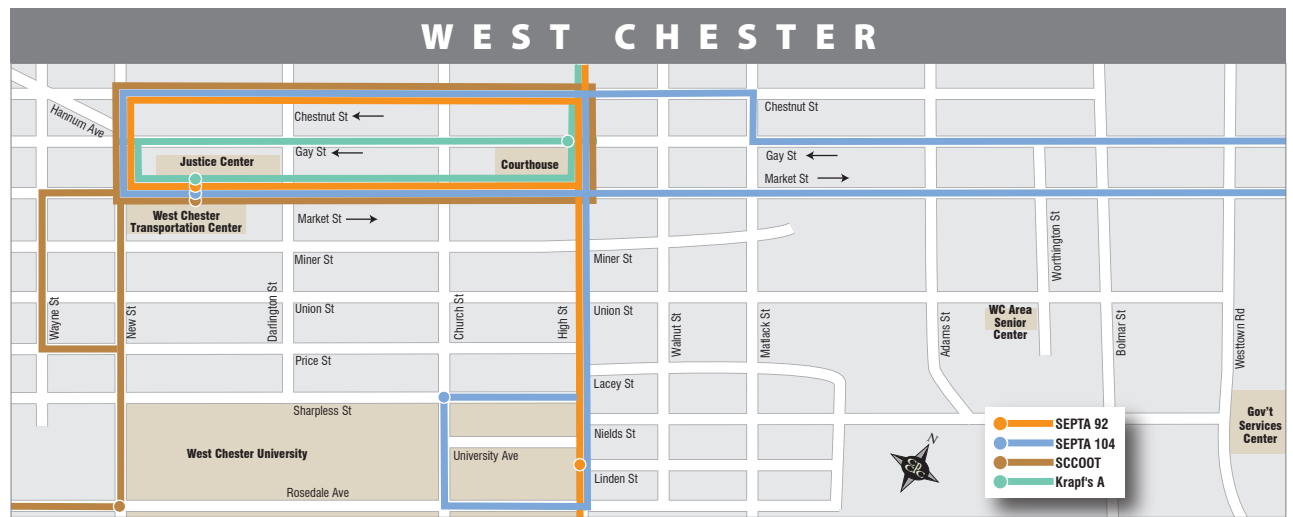 WEST CHESTER
Hannum Ave
Chestnut St
Chestnut St
Justice Center
Gay St
Courthouse
Gay St
Market St
West Chester
Transportation Center
Market St
Miner St
Miner St
Worthington St
Wayne St
New St
Darlington St
Union St
Church St
High St
Union St
Walnut St
Matlack St
Adams St
WC Area
Senior
Center
Bolmar St
Westtown Rd
Price St
Lacey St
Sharpless St
Nields St
West Chester University
University Ave
Linden St
Rosedale Ave
N
SEPTA 92
SEPTA 104
SCCOOT
Krapf's A
Gov't
Services
Center